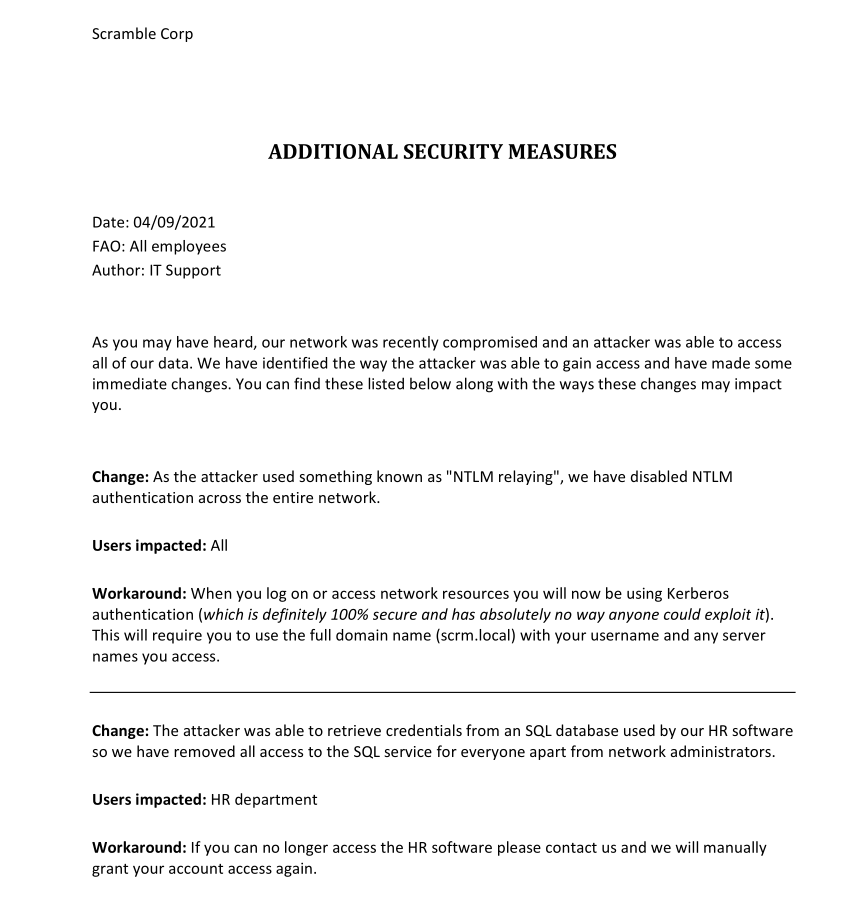 Scramble Corp
ADDITIONAL SECURITY MEASURES
Date: 04/09/2021
FAO: All employees
Author: IT Support
As you may have heard, our network was recently compromised and an attacker was able to access
all of our data. We have identified the way the attacker was able to gain access and have made some
immediate changes. You can find these listed below along with the ways these changes may impact
you.
Change: As the attacker used something known as "NTLM relaying", we have disabled NTLM
authentication across the entire network.
Users impacted: All
Workaround: When you log on or access network resources you will now be using Kerberos
authentication (which is definitely 100% secure and has absolutely no way anyone could exploit it).
This will require you to use the full domain name (scrm.local) with your username and any server
names you access.
Change: The attacker was able to retrieve credentials from an SQL database used by our HR software
so we have removed all access to the SQL service for everyone apart from network administrators.
Users impacted: HR department
Workaround: If you can no longer access the HR software please contact us and we will manually
grant your account access again.